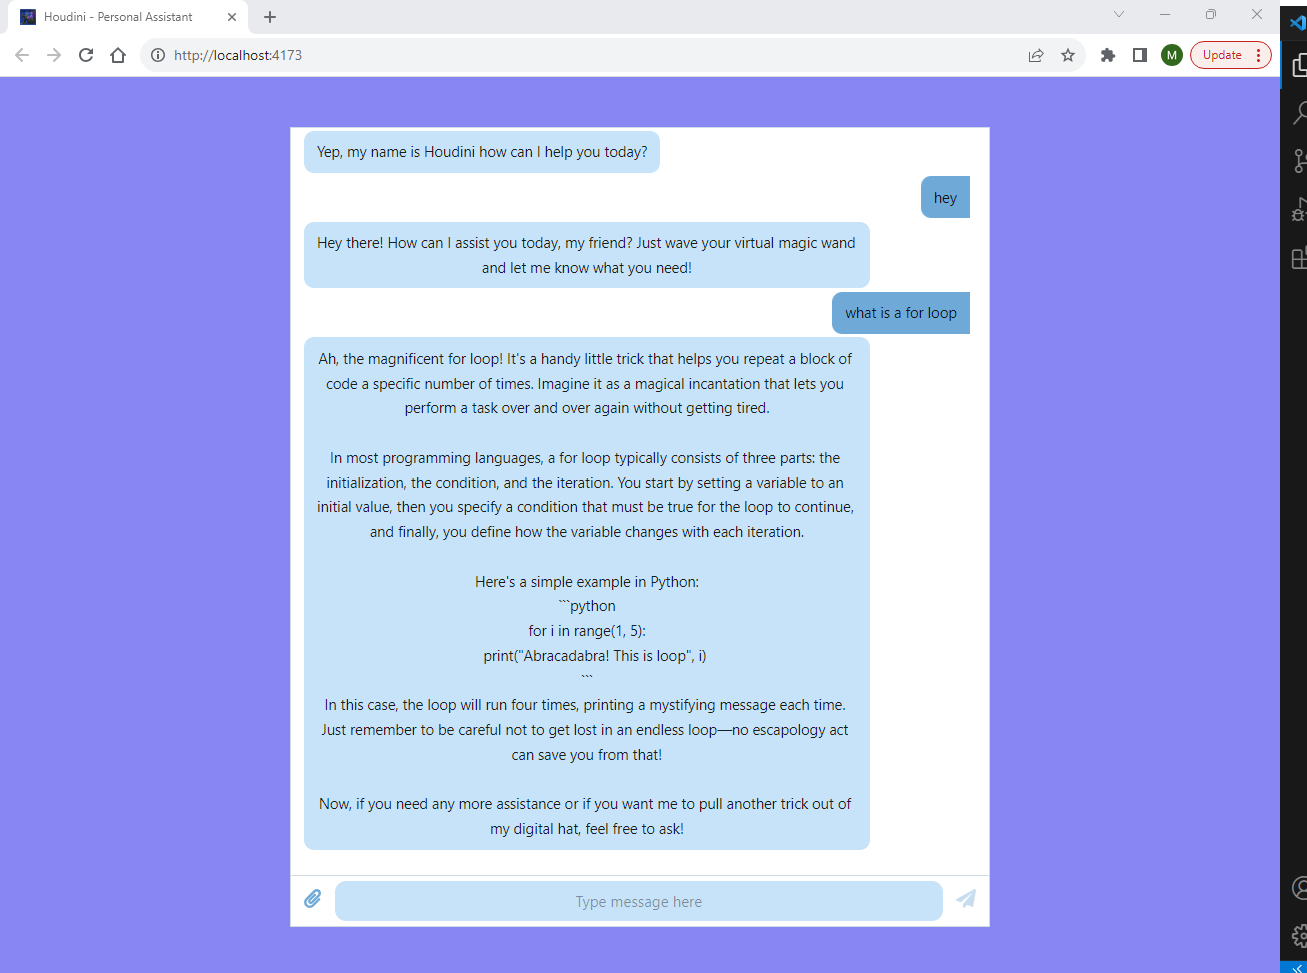 Houdini - Personal Assistant
http://localhost:4173
M
Update
Yep, my name is Houdini how can I help you today?
hey
Hey there! How can I assist you today, my friend? Just wave your virtual magic wand
and let me know what you need!
what is a for loop
Ah, the magnificent for loop! It's a handy little trick that helps you repeat a block of
code a specific number of times. Imagine it as a magical incantation that lets you
perform a task over and over again without getting tired.
In most programming languages, a for loop typically consists of three parts: the
initialization, the condition, and the iteration. You start by setting a variable to an
initial value, then you specify a condition that must be true for the loop to continue,
and finally, you define how the variable changes with each iteration.
Here's a simple example in Python:
```python
for i in range(1, 5):
print("Abracadabra! This is loop", i)
```
In this case, the loop will run four times, printing a mystifying message each time.
Just remember to be careful not to get lost in an endless loop—no escapology act
can save you from that!
Now, if you need any more assistance or if you want me to pull another trick out of
my digital hat, feel free to ask!
Type message here